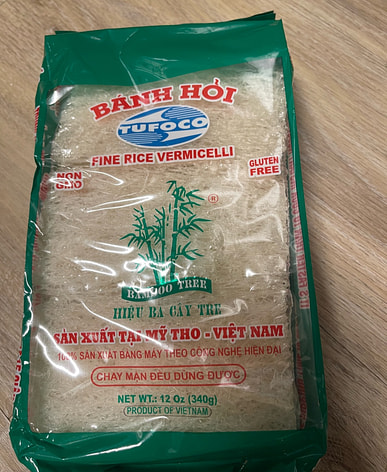 BÁNH HỎI
TUFOCO
FINE RICE VERMICELLI
NON
GMO
GLUTEN
FREE
®
BAMBOO TREE
HIỆU BA CÂY TRE
SẢN XUẤT TẠI MỸ THO - VIỆT NAM
100% SẢN XUẤT BẰNG MÁY THEO CÔNG NGHỆ HIỆN ĐẠI
CHAY MẶN ĐỀU DÙNG ĐƯỢC
NET WT.: 12 Oz (340g)
(PRODUCT OF VIETNAM)